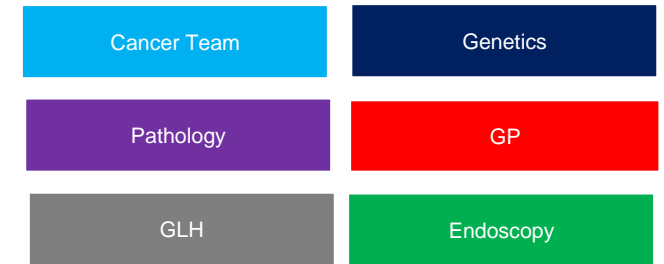 Cancer Team
Genetics
Pathology
GP
GLH
Endoscopy